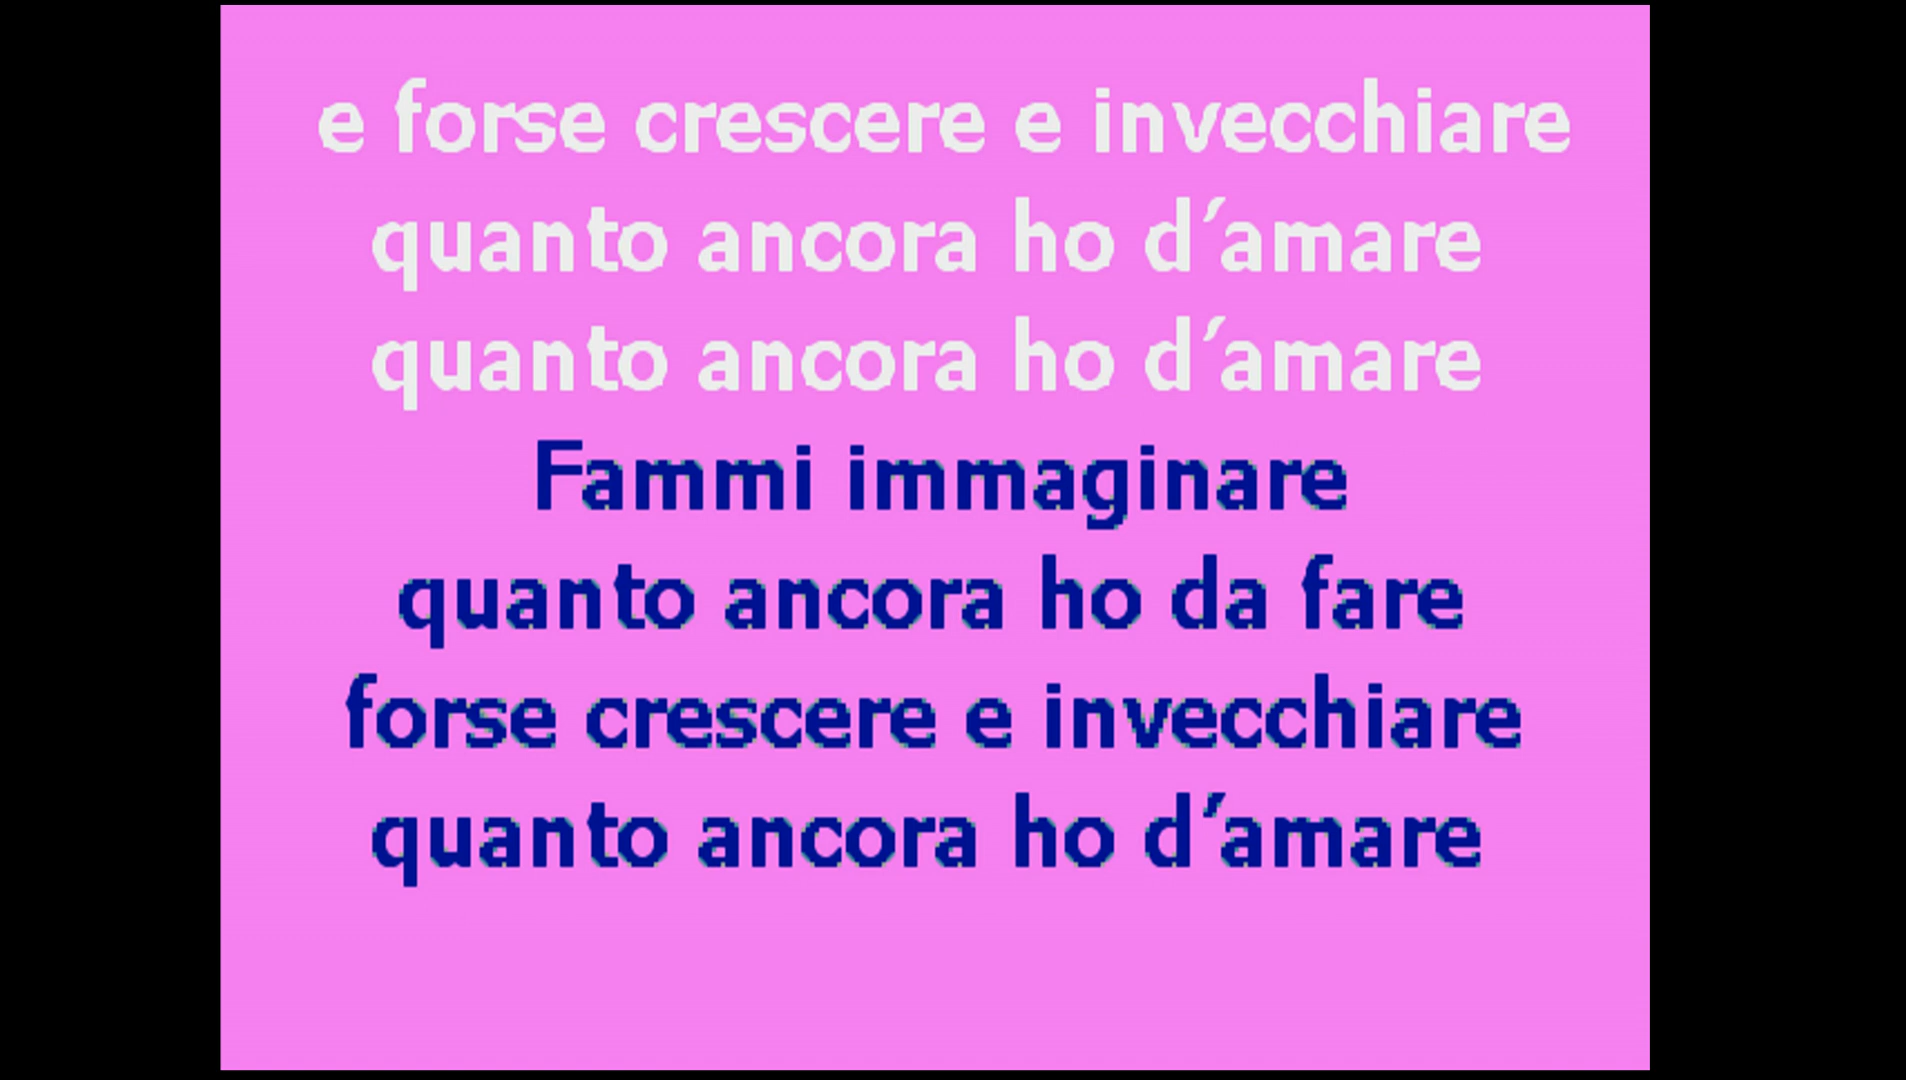 e forse crescere e invecchiare
quanto ancora ho d'amare
quanto ancora ho d'amare
Fammi immaginare
quanto ancora ho da fare
forse crescere e invecchiare
quanto ancora ho d'amare